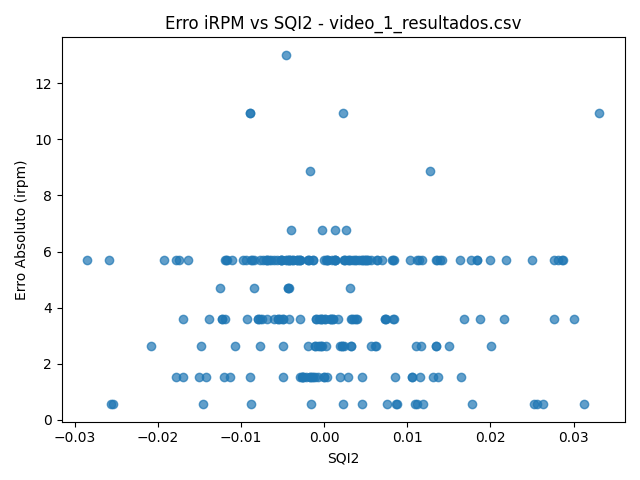 Erro iRPM vs SQI2 - video_1_resultados.csv
Erro Absoluto (irpm)
12
10
8
6
4
2
0
−0.03 −0.02 −0.01 0.00 0.01 0.02 0.03
SQI2